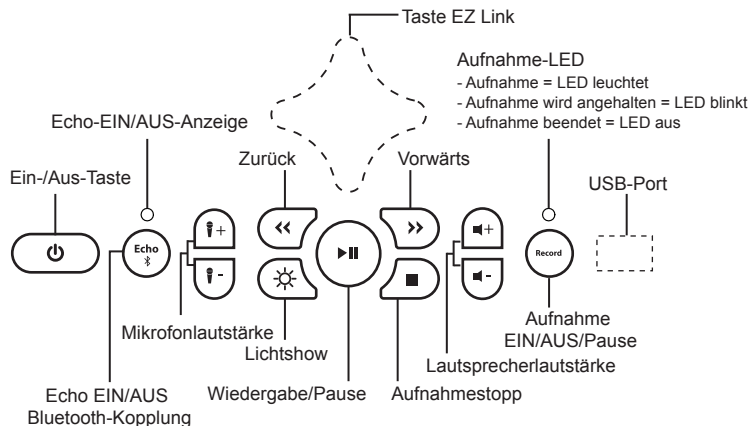 Taste EZ Link
Aufnahme-LED
- Aufnahme = LED leuchtet
- Aufnahme wird angehalten = LED blinkt
- Aufnahme beendet = LED aus
Echo-EIN/AUS-Anzeige
Zurück
Vorwärts
Ein-/Aus-Taste
USB-Port
Echo
+
-
+
-
Record
Mikrofonlautstärke
Lichtshow
Aufnahme
EIN/AUS/Pause
Lautsprecherlautstärke
Echo EIN/AUS
Bluetooth-Kopplung
Wiedergabe/Pause
Aufnahmestopp